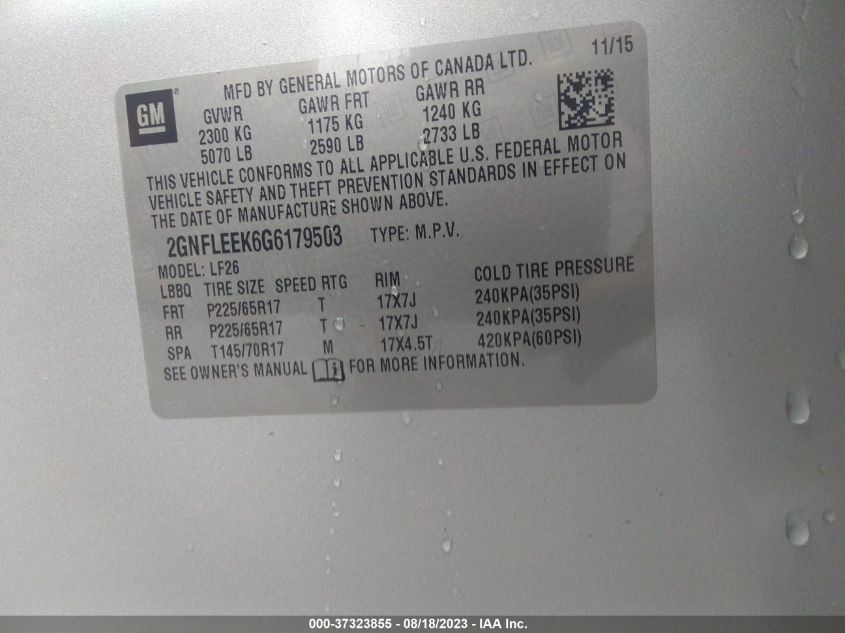 MFD BY GENERAL MOTORS OF CANADA LTD. 11/15
GM
GVWR GAWR FRT GAWR RR
2300 KG 1175 KG 1240 KG
5070 LB 2590 LB 2733 LB
THIS VEHICLE CONFORMS TO ALL APPLICABLE U.S. FEDERAL MOTOR
VEHICLE SAFETY AND THEFT PREVENTION STANDARDS IN EFFECT ON
THE DATE OF MANUFACTURE SHOWN ABOVE.
2GNFLEEK6G6179503 TYPE: M.P.V.
MODEL: LF26
LBBQ TIRE SIZE SPEED RTG RIM COLD TIRE PRESSURE
FRT P225/65R17 T 17X7J 240KPA(35PSI)
RR P225/65R17 T 17X7J 240KPA(35PSI)
SPA T145/70R17 M 17X4.5T 420KPA(60PSI)
SEE OWNER'S MANUAL FOR MORE INFORMATION.
000-37323855 - 08/18/2023 - IAA Inc.